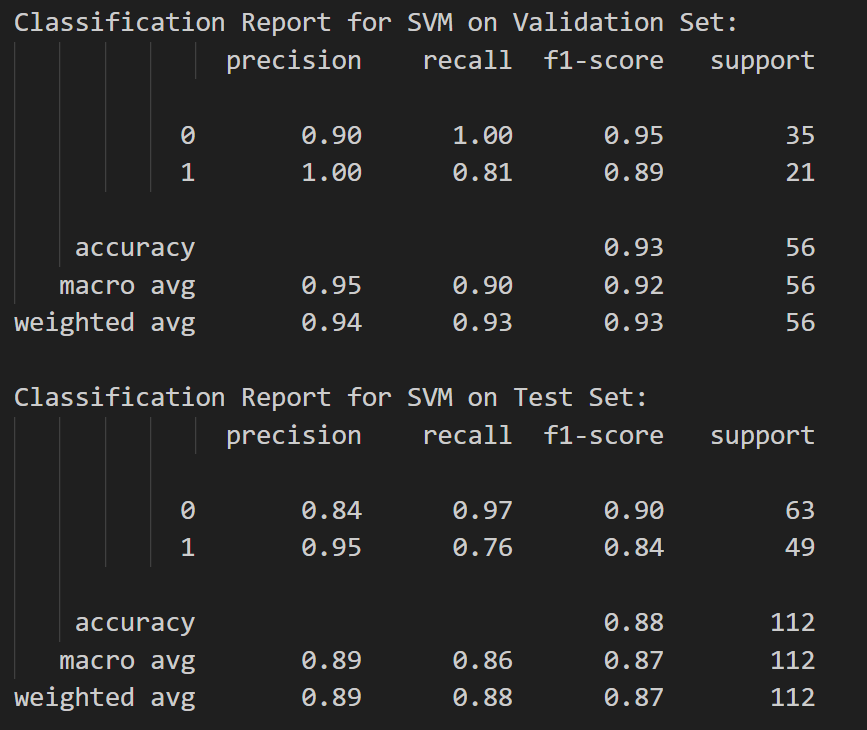 Classification Report for SVM on Validation Set:
precision recall f1-score support
0 0.90 1.00 0.95 35
1 1.00 0.81 0.89 21
accuracy 0.93 56
macro avg 0.95 0.90 0.92 56
weighted avg 0.94 0.93 0.93 56
Classification Report for SVM on Test Set:
precision recall f1-score support
0 0.84 0.97 0.90 63
1 0.95 0.76 0.84 49
accuracy 0.88 112
macro avg 0.89 0.86 0.87 112
weighted avg 0.89 0.88 0.87 112